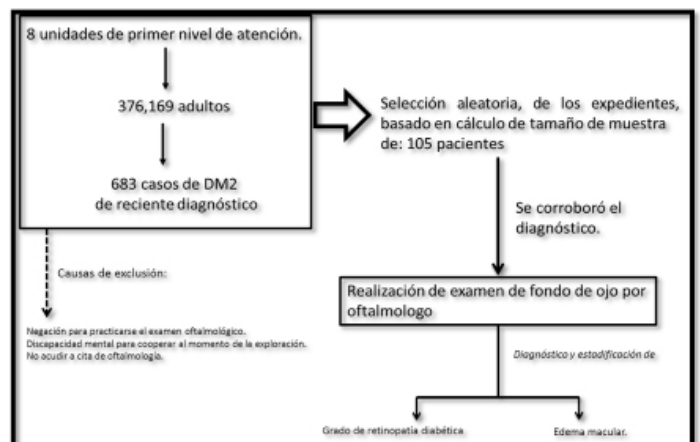 8 unidades de primer nivel de atención.
376,169 adultos
683 casos de DM2
de reciente diagnóstico
Causas de exclusión:
Negación para practicarse el examen oftalmológico.
Discapacidad mental para cooperar al momento de la exploración.
No acudir a cita de oftalmología.
Selección aleatoria, de los expedientes,
basado en cálculo de tamaño de muestra
de: 105 pacientes
Se corroboró el
diagnóstico.
Realización de examen de fondo de ojo por
oftalmologo
Diagnóstico y estadificación de
Grado de retinopatía diabética.
Edema macular.